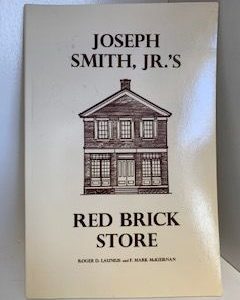 JOSEPH
SMITH, JR.'S
RED BRICK
STORE
ROGER D. LAUNIUS and F. MARK McKIERNAN